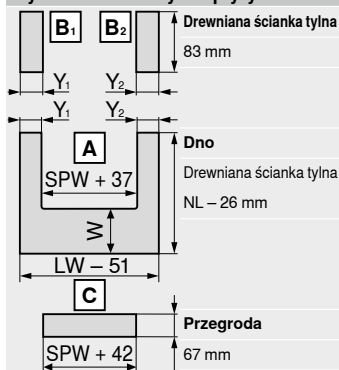 B₁
B₂
Drewniana ścianka tylna
83 mm
Y₁
Y₂
Y₁
Y₂
A
Dno
SPW + 37
Drewniana ścianka tylna
NL – 26 mm
W
LW – 51
C
Przegroda
SPW + 42
67 mm